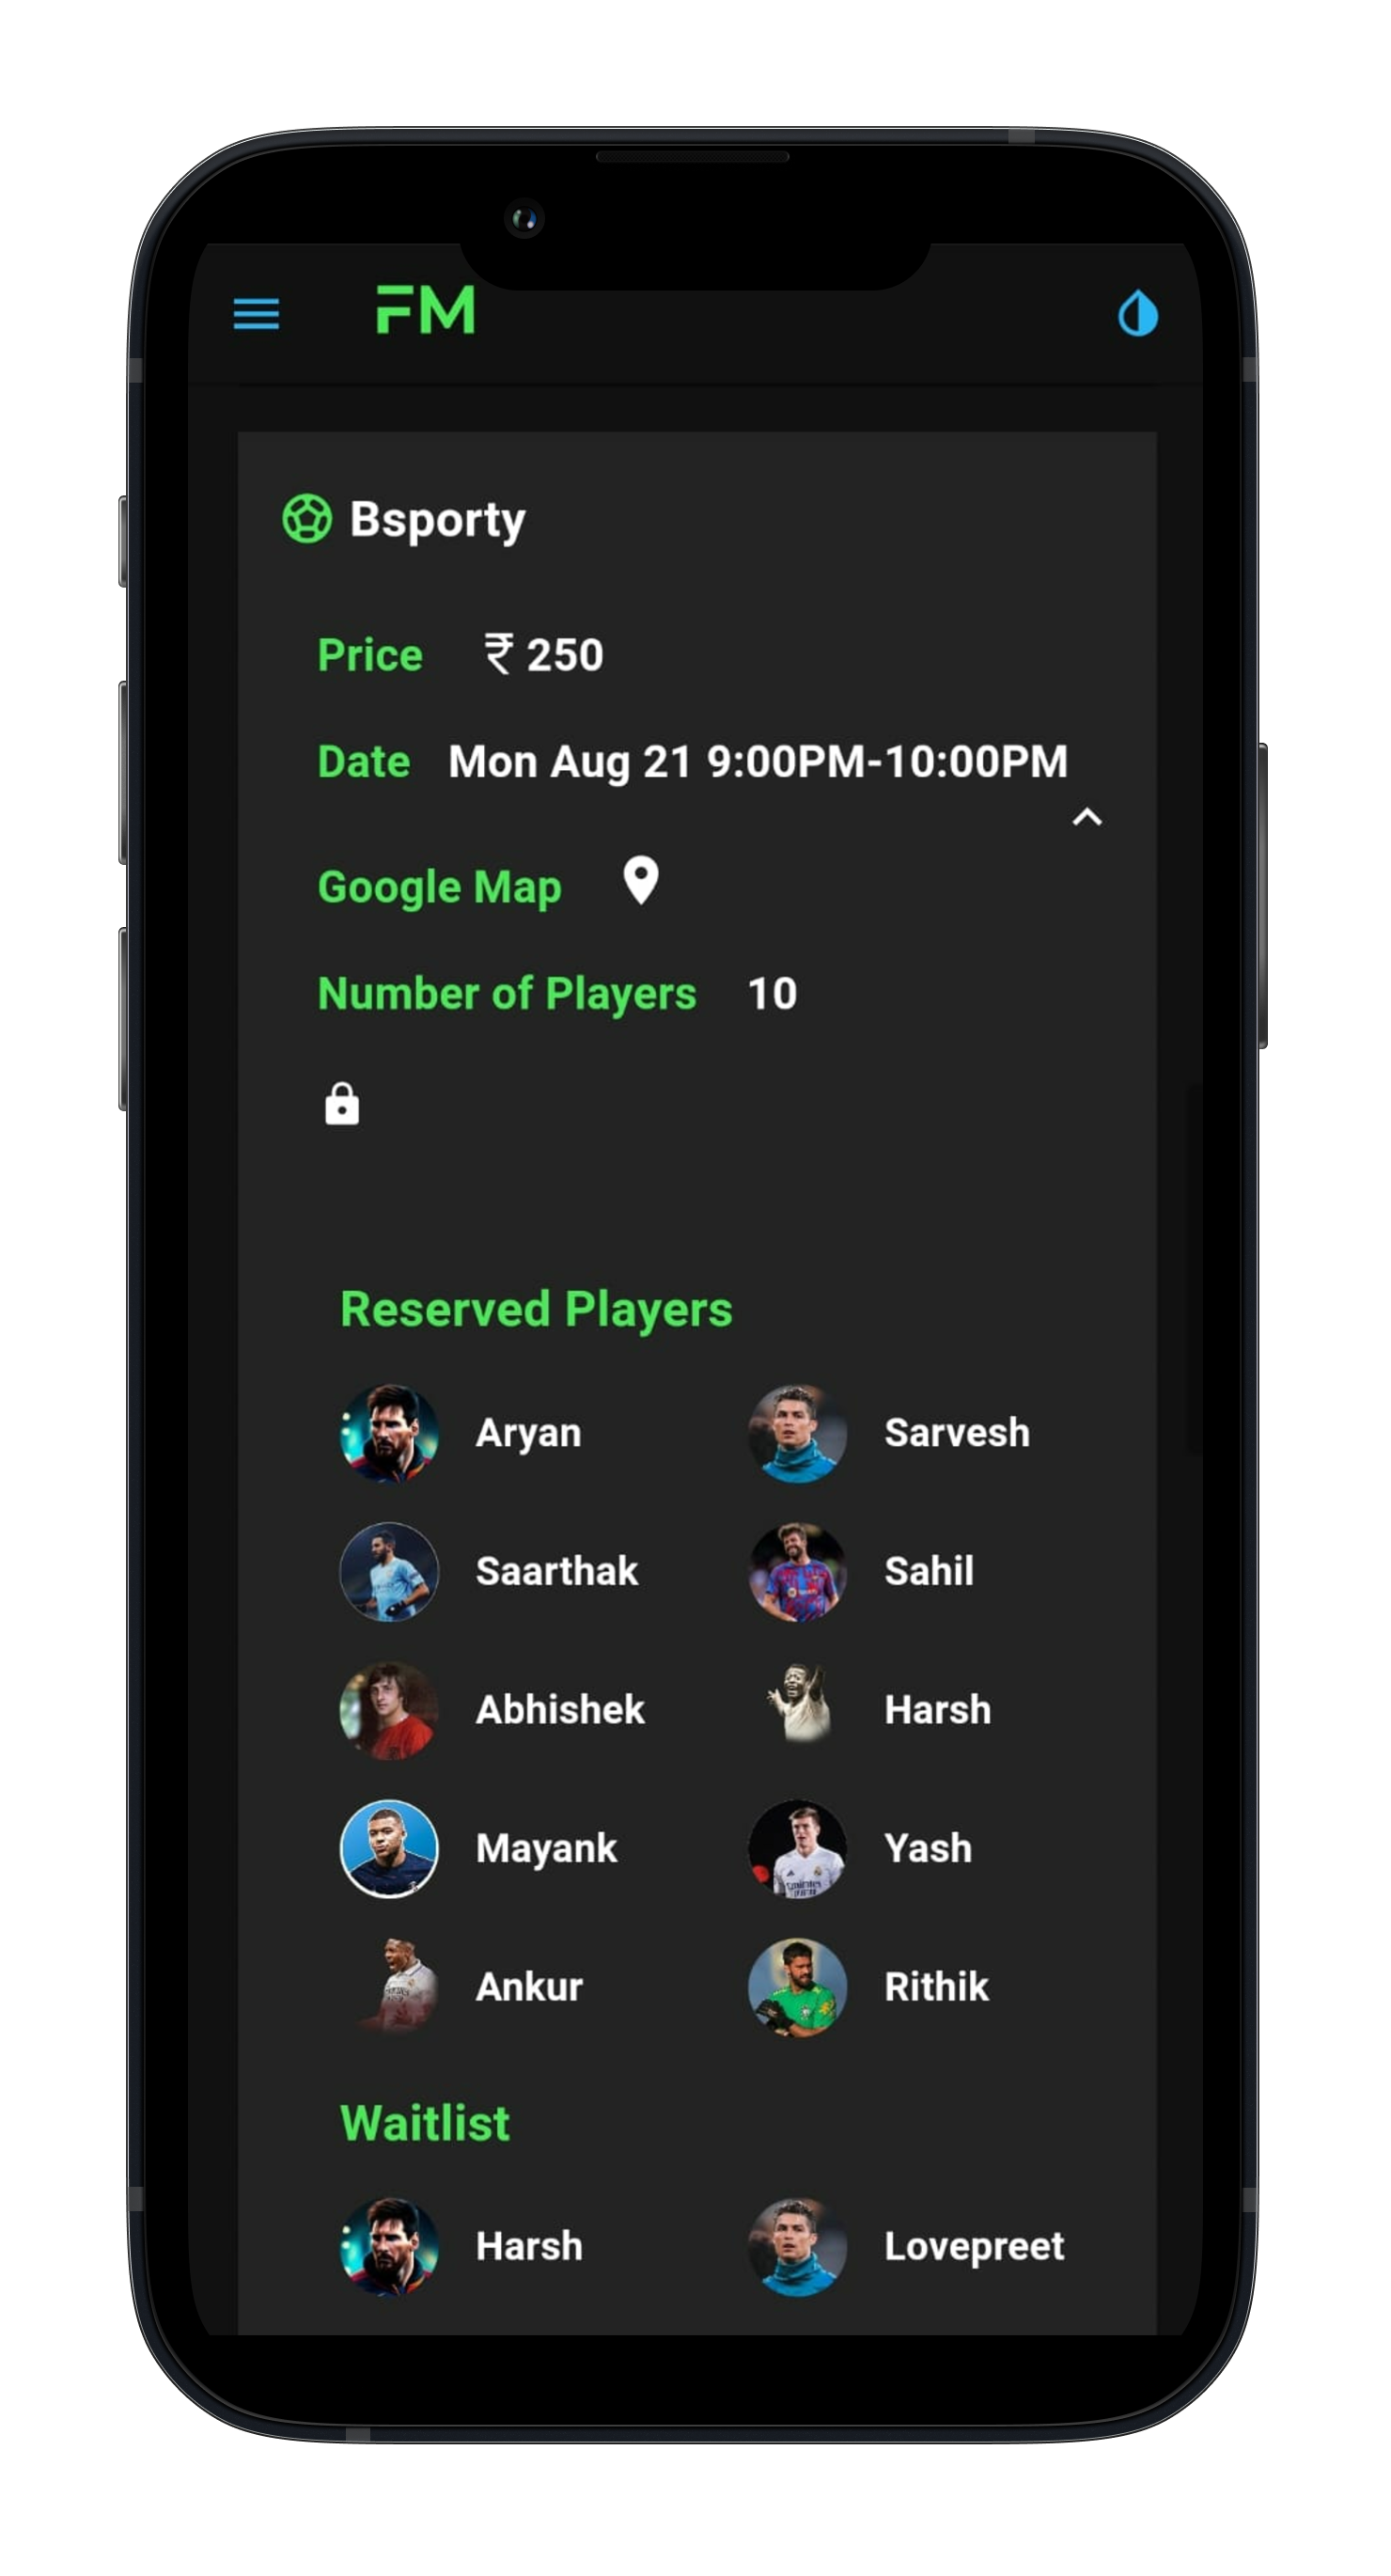 FM
Bsporty
Price ₹ 250
Date Mon Aug 21 9:00PM-10:00PM
Google Map
Number of Players 10
Reserved Players
Aryan Sarvesh
Saarthak Sahil
Abhishek Harsh
Mayank Yash
Ankur Rithik
Waitlist
Harsh Lovepreet